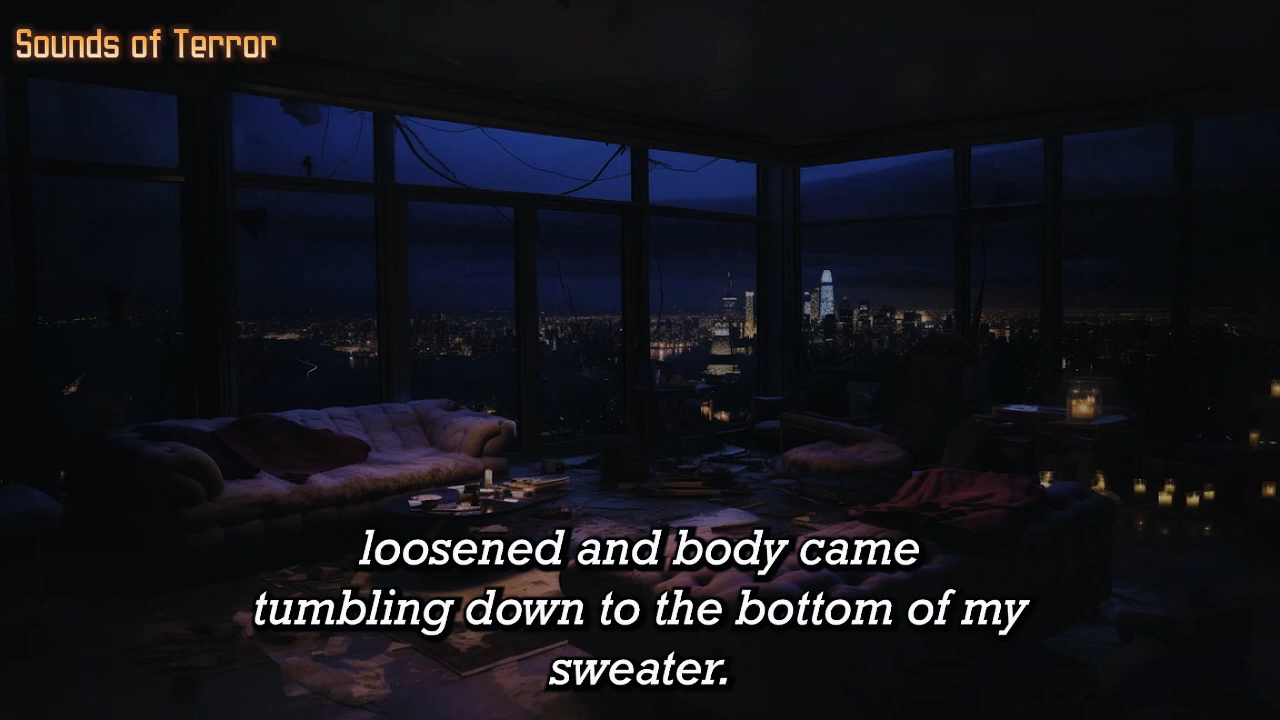 Sounds of Terror
loosened and body came
tumbling down to the bottom of my
sweater.